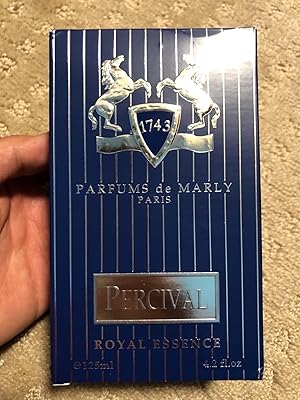 1743
PARFUMS de MARLY
PARIS
PERCIVAL
ROYAL ESSENCE
℮125ml 4.2 fl.oz